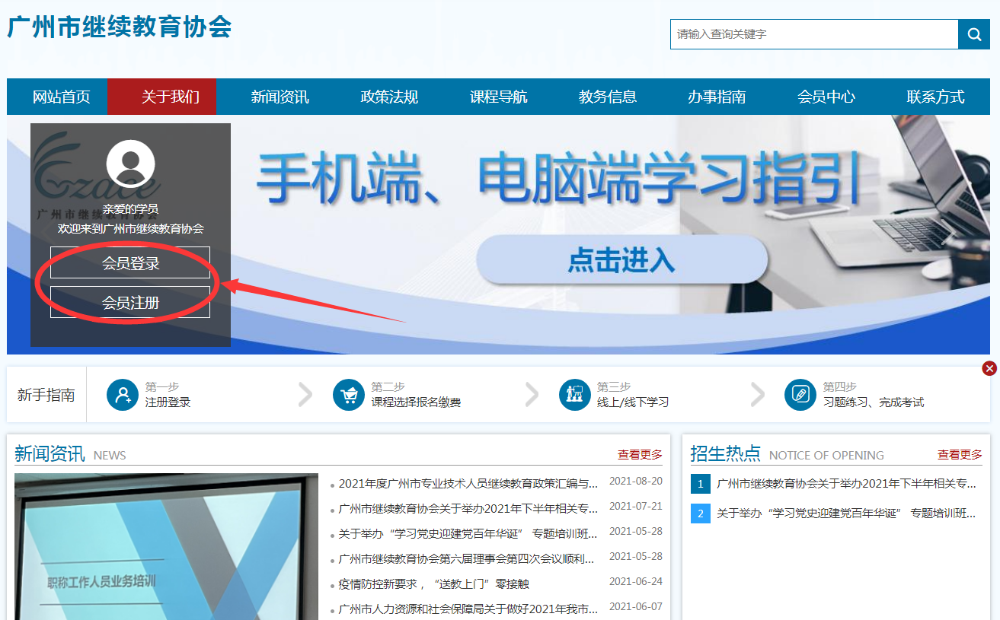 广州市继续教育协会
请输入查询关键字
网站首页 关于我们 新闻资讯 政策法规 课程导航 教务信息 办事指南 会员中心 联系方式
Gzace
广州市继续教育协会
亲爱的学员
欢迎来到广州市继续教育协会
会员登录
会员注册
手机端、电脑端学习指引
点击进入
新手指南
第一步
注册登录
第二步
课程选择报名缴费
第三步
线上/线下学习
第四步
习题练习、完成考试
新闻资讯 NEWS 查看更多
职称工作人员业务培训
2021年度广州市专业技术人员继续教育政策汇编与... 2021-08-20
广州市继续教育协会关于举办2021年下半年相关专... 2021-07-21
关于举办“学习党史迎建党百年华诞” 专题培训班... 2021-05-28
广州市继续教育协会第六届理事会第四次会议顺利... 2021-05-28
疫情防控新要求，“送教上门”零接触 2021-06-24
广州市人力资源和社会保障局关于做好2021年我市... 2021-06-07
招生热点 NOTICE OF OPENING 查看更多
1 广州市继续教育协会关于举办2021年下半年相关专...
2 关于举办“学习党史迎建党百年华诞” 专题培训班...